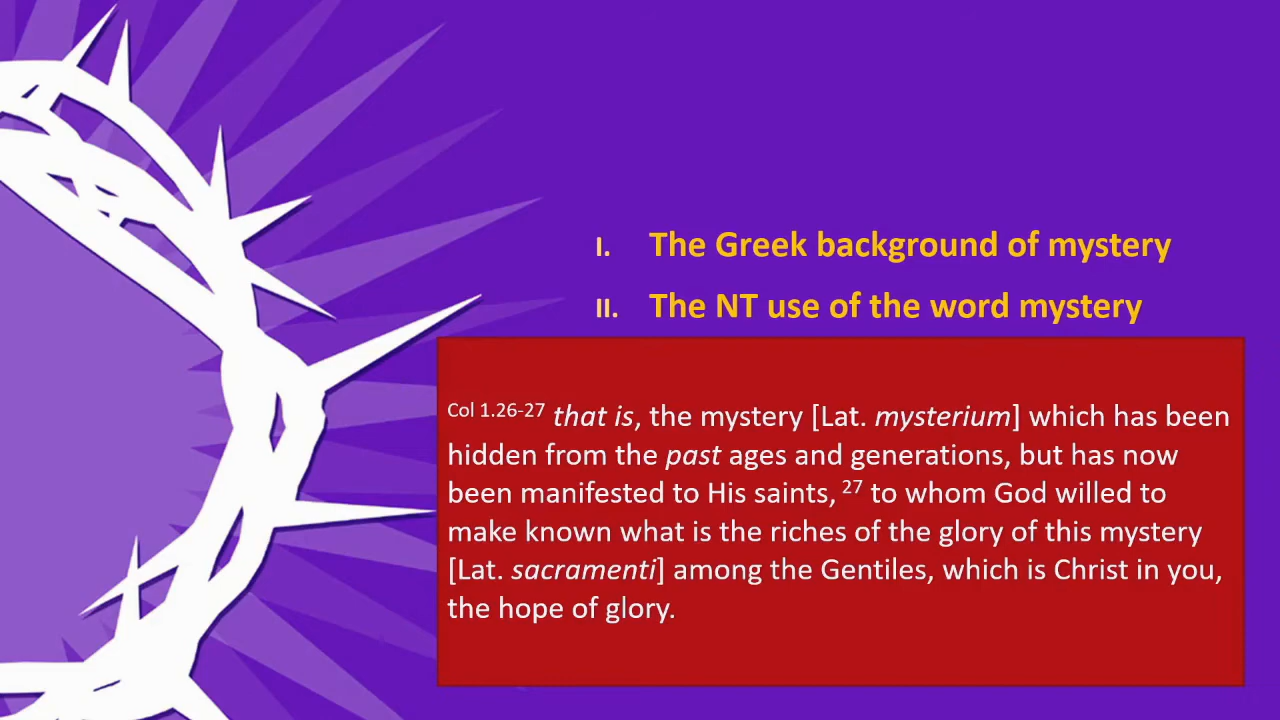 I. The Greek background of mystery
II. The NT use of the word mystery
Col 1.26-27 that is, the mystery [Lat. mysterium] which has been
hidden from the past ages and generations, but has now
been manifested to His saints, 27 to whom God willed to
make known what is the riches of the glory of this mystery
[Lat. sacramenti] among the Gentiles, which is Christ in you,
the hope of glory.